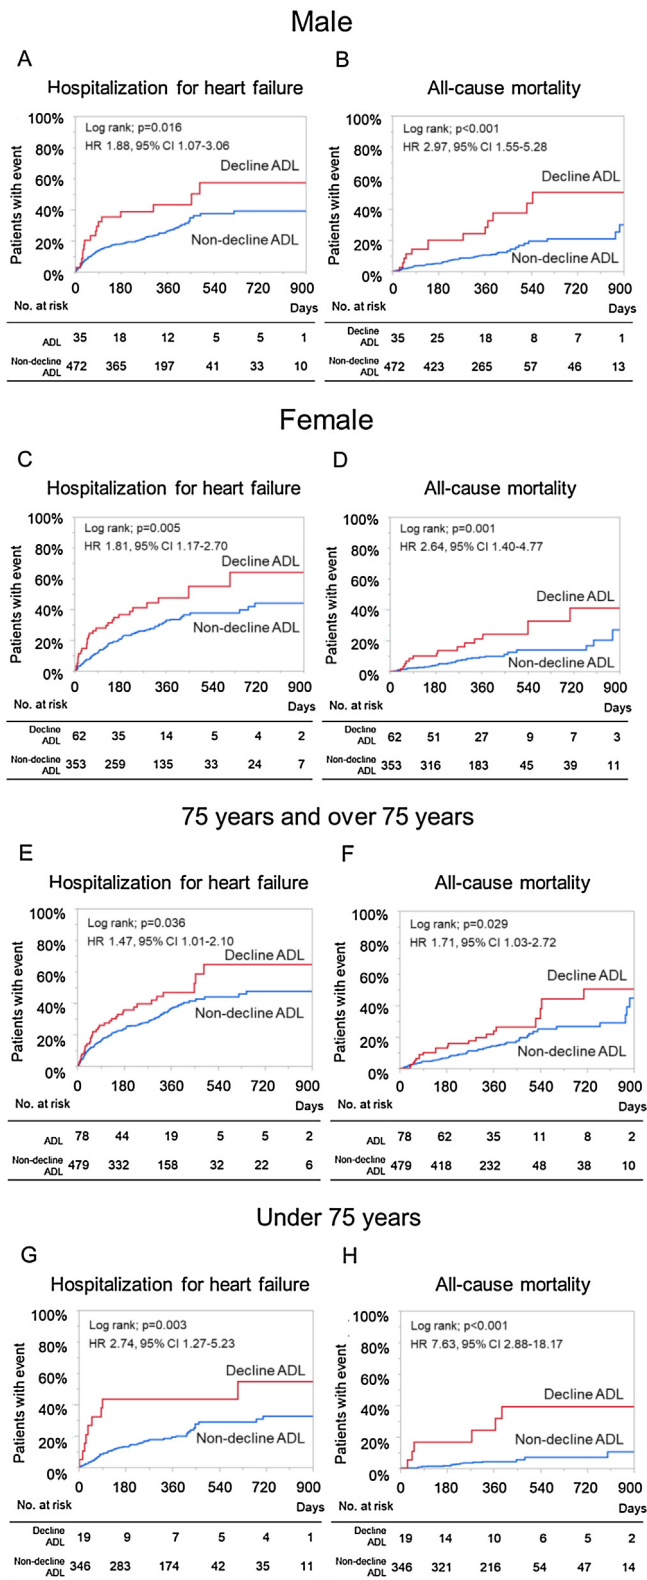 Male
A
B
Hospitalization for heart failure
All-cause mortality
Patients with event
100%
80%
60%
40%
20%
0%
Log rank; p=0.016
HR 1.88, 95% CI 1.07-3.06
Decline ADL
Non-decline ADL
0 180 360 540 720 900
No. at risk
Days
ADL 35 18 12 5 5 1
Non-decline
ADL 472 365 197 41 33 10
Patients with event
100%
80%
60%
40%
20%
0%
Log rank; p<0.001
HR 2.97, 95% CI 1.55-5.28
Decline ADL
Non-decline ADL
0 180 360 540 720 900
No. at risk
Days
Decline
ADL 35 25 18 8 7 1
Non-decline
ADL 472 423 265 57 46 13
Female
C
D
Hospitalization for heart failure
All-cause mortality
Patients with event
100%
80%
60%
40%
20%
0%
Log rank; p=0.005
HR 1.81, 95% CI 1.17-2.70
Decline ADL
Non-decline ADL
0 180 360 540 720 900
No. at risk
Days
Decline
ADL 62 35 14 5 4 2
Non-decline
ADL 353 259 135 33 24 7
Patients with event
100%
80%
60%
40%
20%
0%
Log rank; p=0.001
HR 2.64, 95% CI 1.40-4.77
Decline ADL
Non-decline ADL
0 180 360 540 720 900
No. at risk
Days
Decline
ADL 62 51 27 9 7 3
Non-decline
ADL 353 316 183 45 39 11
75 years and over 75 years
E
F
Hospitalization for heart failure
All-cause mortality
Patients with event
100%
80%
60%
40%
20%
0%
Log rank; p=0.036
HR 1.47, 95% CI 1.01-2.10
Decline ADL
Non-decline ADL
0 180 360 540 720 900
No. at risk
Days
ADL 78 44 19 5 5 2
Non-decline
ADL 479 332 158 32 22 6
Patients with event
100%
80%
60%
40%
20%
0%
Log rank; p=0.029
HR 1.71, 95% CI 1.03-2.72
Decline ADL
Non-decline ADL
0 180 360 540 720 900
No. at risk
Days
ADL 78 62 35 11 8 2
Non-decline
ADL 479 418 232 48 38 10
Under 75 years
G
H
Hospitalization for heart failure
All-cause mortality
Patients with event
100%
80%
60%
40%
20%
0%
Log rank; p=0.003
HR 2.74, 95% CI 1.27-5.23
Decline ADL
Non-decline ADL
0 180 360 540 720 900
No. at risk
Days
Decline
ADL 19 9 7 5 4 1
Non-decline
ADL 346 283 174 42 35 11
Patients with event
100%
80%
60%
40%
20%
0%
Log rank; p<0.001
HR 7.63, 95% CI 2.88-18.17
Decline ADL
Non-decline ADL
0 180 360 540 720 900
No. at risk
Days
Decline
ADL 19 14 10 6 5 2
Non-decline
ADL 346 321 216 54 47 14